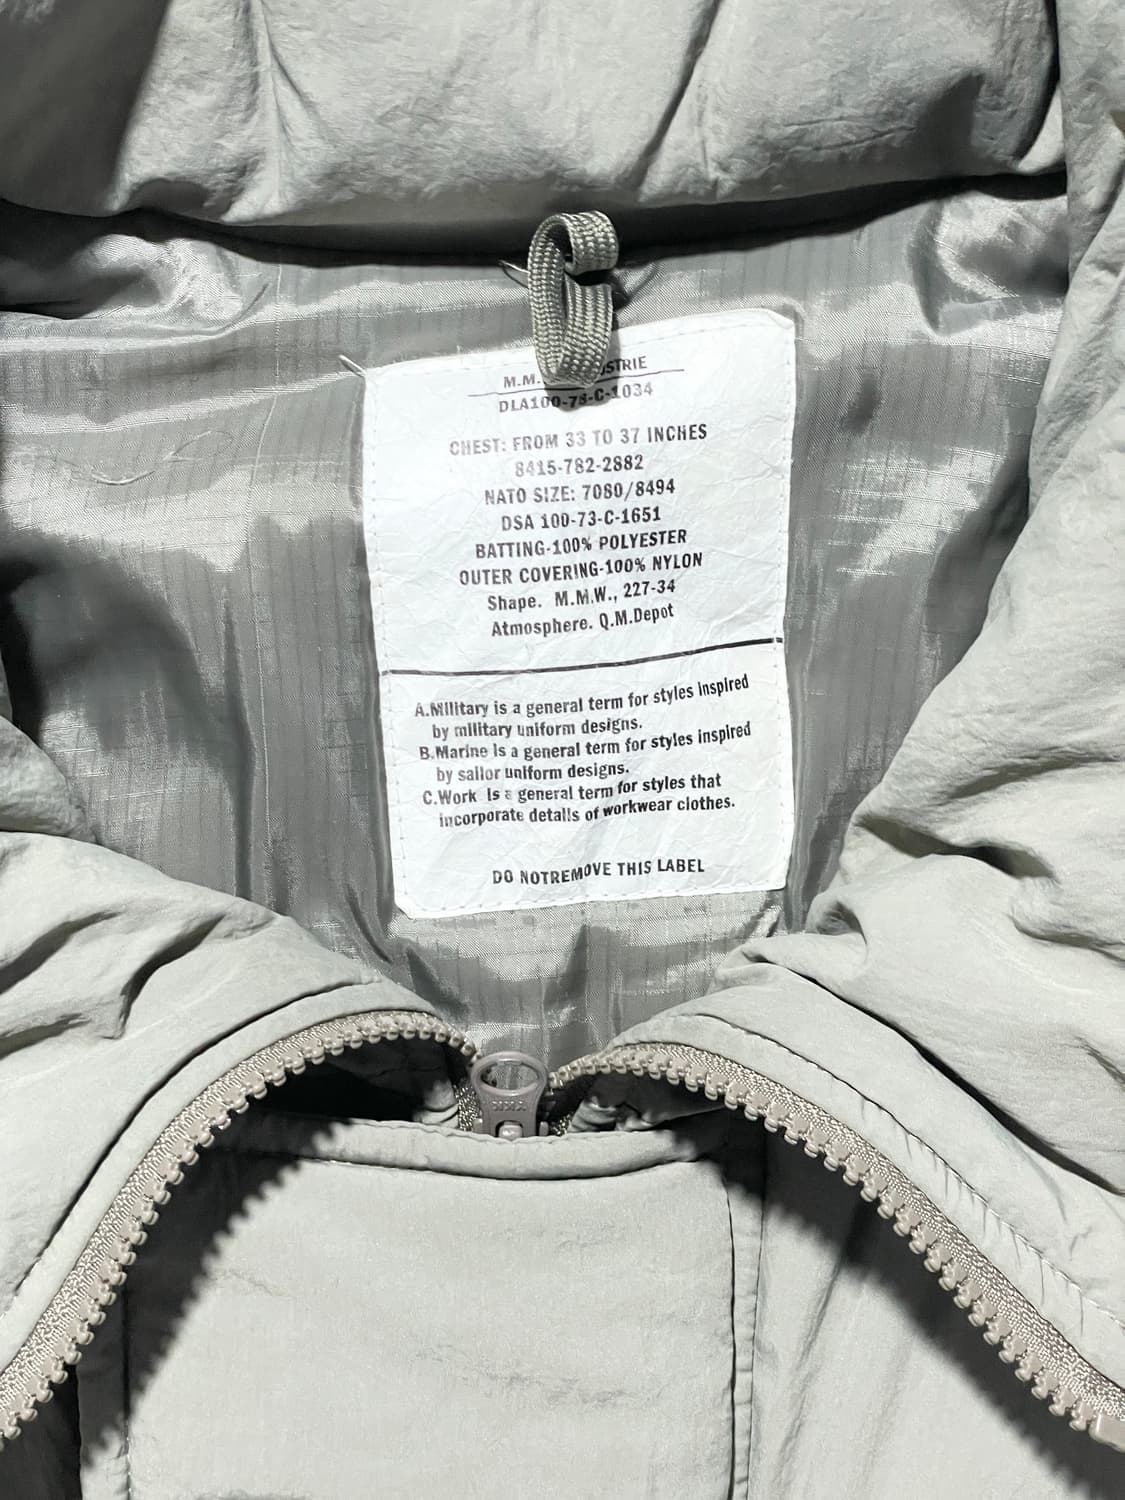 M.M.
DLA100-78-C-1034
CHEST: FROM 33 TO 37 INCHES
8415-782-2882
NATO SIZE: 7080/8494
DSA 100-73-C-1651
BATTING-100% POLYESTER
OUTER COVERING-100% NYLON
Shape. M.M.W., 227-34
Atmosphere. Q.M.Depot
A.Military is a general term for styles inspired
by military uniform designs.
B.Marine is a general term for styles inspired
by sailor uniform designs.
C.Work is a general term for styles that
incorporate details of workwear clothes.
DO NOTREMOVE THIS LABEL
YKK